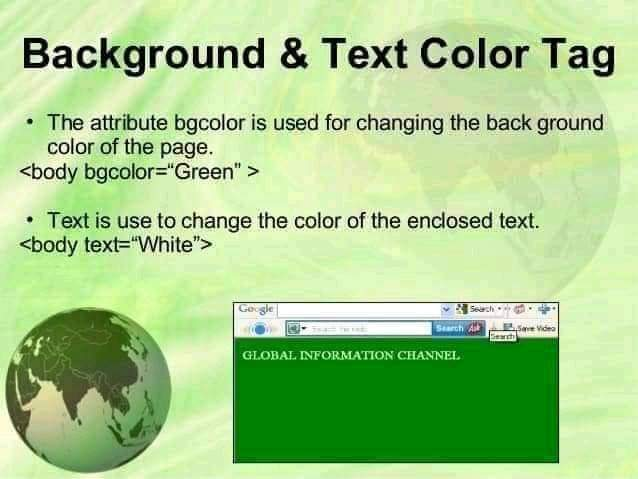 Background & Text Color Tag
• The attribute bgcolor is used for changing the back ground
color of the page.
<body bgcolor=“Green” >
• Text is use to change the color of the enclosed text.
<body text=“White”>
Google
Search
Search Ask
Save Video
Search
GLOBAL INFORMATION CHANNEL